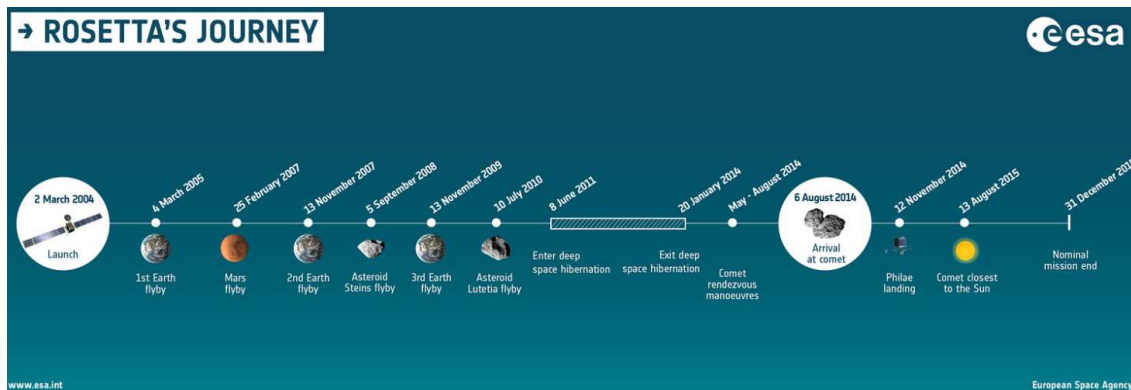 → ROSETTA'S JOURNEY
esa
2 March 2004
Launch
4 March 2005
1st Earth
flyby
25 February 2007
Mars
flyby
13 November 2007
2nd Earth
flyby
5 September 2008
Asteroid
Steins flyby
13 November 2009
3rd Earth
flyby
10 July 2010
Asteroid
Lutetia flyby
8 June 2011
Enter deep
space hibernation
20 January 2014
Exit deep
space hibernation
May - August 2014
Comet
rendezvous
manoeuvres
6 August 2014
Arrival
at comet
12 November 2014
Philae
landing
13 August 2015
Comet closest
to the Sun
31 December
Nominal
mission end
www.esa.int
European Space Agency